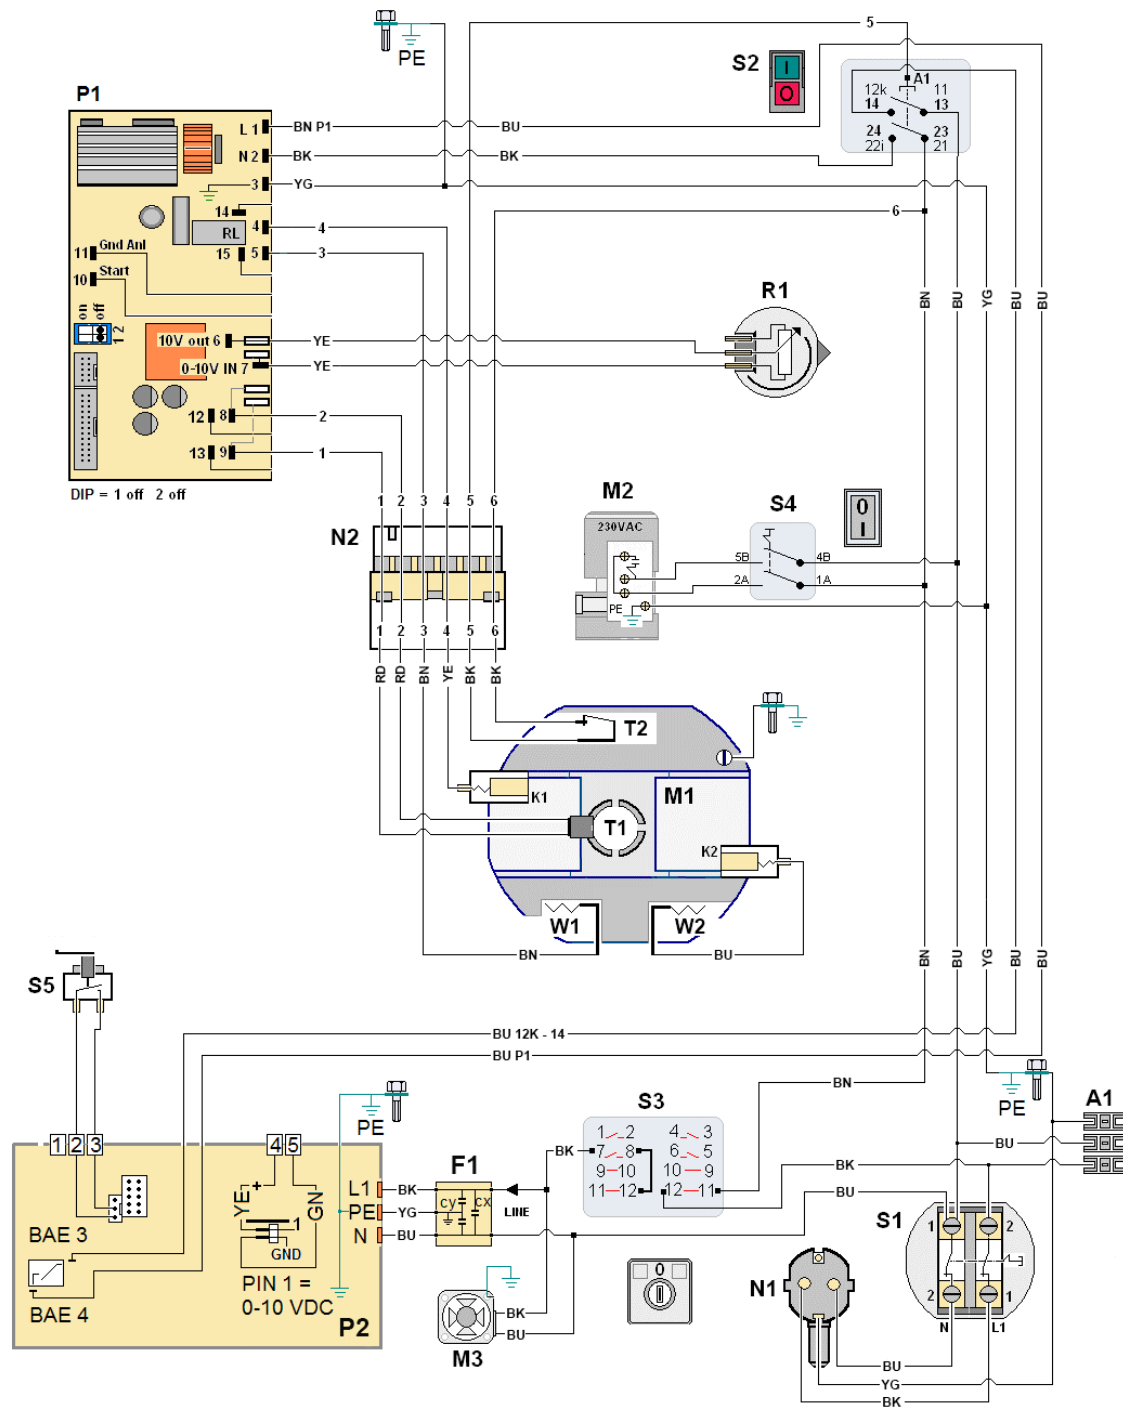 5
PE
S2
I
O
A1
12k
11
14
13
24
23
22i
21
P1
L 1
BN P1
BU
N 2
BK
BK
3
YG
14
4
4
RL
6
15
5
3
11
Gnd Anl
10
Start
on
off
1 2
BN
BU
YG
BU
BU
R1
10V out 6
YE
0-10V IN 7
YE
12
8
2
13
9
1
DIP = 1 off 2 off
1
2
3
4
5
6
N2
M2
S4
0
I
230VAC
5B
4B
2A
1A
PE
1
2
3
4
5
6
RD
RD
BN
YE
BK
BK
T2
K1
M1
T1
K2
W1
W2
BN
BU
BN
BU
YG
BU
BU
S5
BU 12K - 14
BU P1
BN
PE
PE
A1
S3
1
2
4
3
7
8
6
5
9
10
10
9
11
12
12
11
BK
BU
BK
BU
1
2
3
4
5
F1
L1
BK
PE
YG
N
BU
cy
cx
LINE
YE
+
1
GN
GND
BAE 3
BAE 4
PIN 1 =
0-10 VDC
P2
S1
1
2
2
1
N
L1
0
I
N1
BK
BU
M3
BU
YG
BK